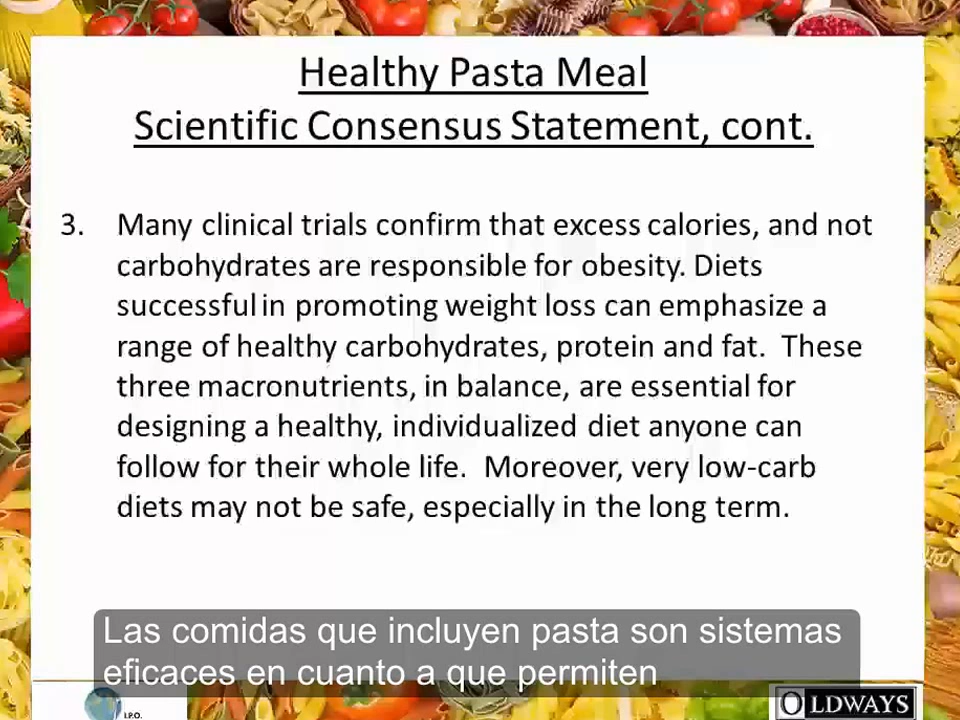 Healthy Pasta Meal
Scientific Consensus Statement, cont.
3. Many clinical trials confirm that excess calories, and not
carbohydrates are responsible for obesity. Diets
successful in promoting weight loss can emphasize a
range of healthy carbohydrates, protein and fat. These
three macronutrients, in balance, are essential for
designing a healthy, individualized diet anyone can
follow for their whole life. Moreover, very low-carb
diets may not be safe, especially in the long term.
Las comidas que incluyen pasta son sistemas
eficaces en cuanto a que permiten
I.P.O.
OLDWAYS